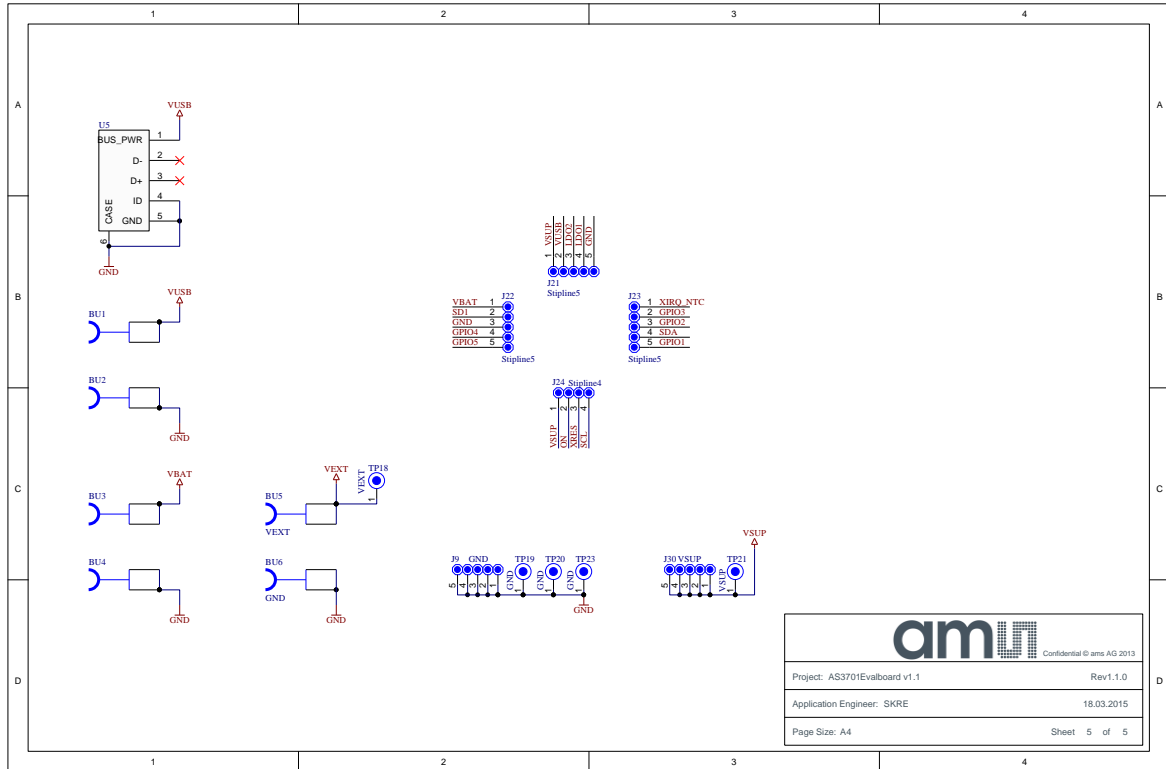 1 2 3 4
A A
VUSB
U5
BUS_PWR 1
D- 2
D+ 3
ID 4
GND 5
CASE
6
GND
VSUP VUSB LDO2 LDO1 GND
1 2 3 4 5
J21
Stipline5
B B
VUSB
BU1
J22
VBAT 1
SD1 2
GND 3
GPIO4 4
GPIO5 5
Stipline5
J23
1 XIRQ_NTC
2 GPIO3
3 GPIO2
4 SDA
5 GPIO1
Stipline5
BU2
GND
J24 Stipline4
1 2 3 4
VSUP ON XRES SCL
C C
VBAT
BU3
VEXT
BU5
VEXT
TP18
VEXT
1
BU4
GND
BU6
GND
GND
J9 GND
5 4 3 2 1
TP19 TP20 TP23
GND GND GND
1 1 1
GND
VSUP
J30 VSUP
5 4 3 2 1
TP21
VSUP
1
D D
am
Confidential © ams AG 2013
Project: AS3701Evalboard v1.1 Rev1.1.0
Application Engineer: SKRE 18.03.2015
Page Size: A4 Sheet 5 of 5
1 2 3 4